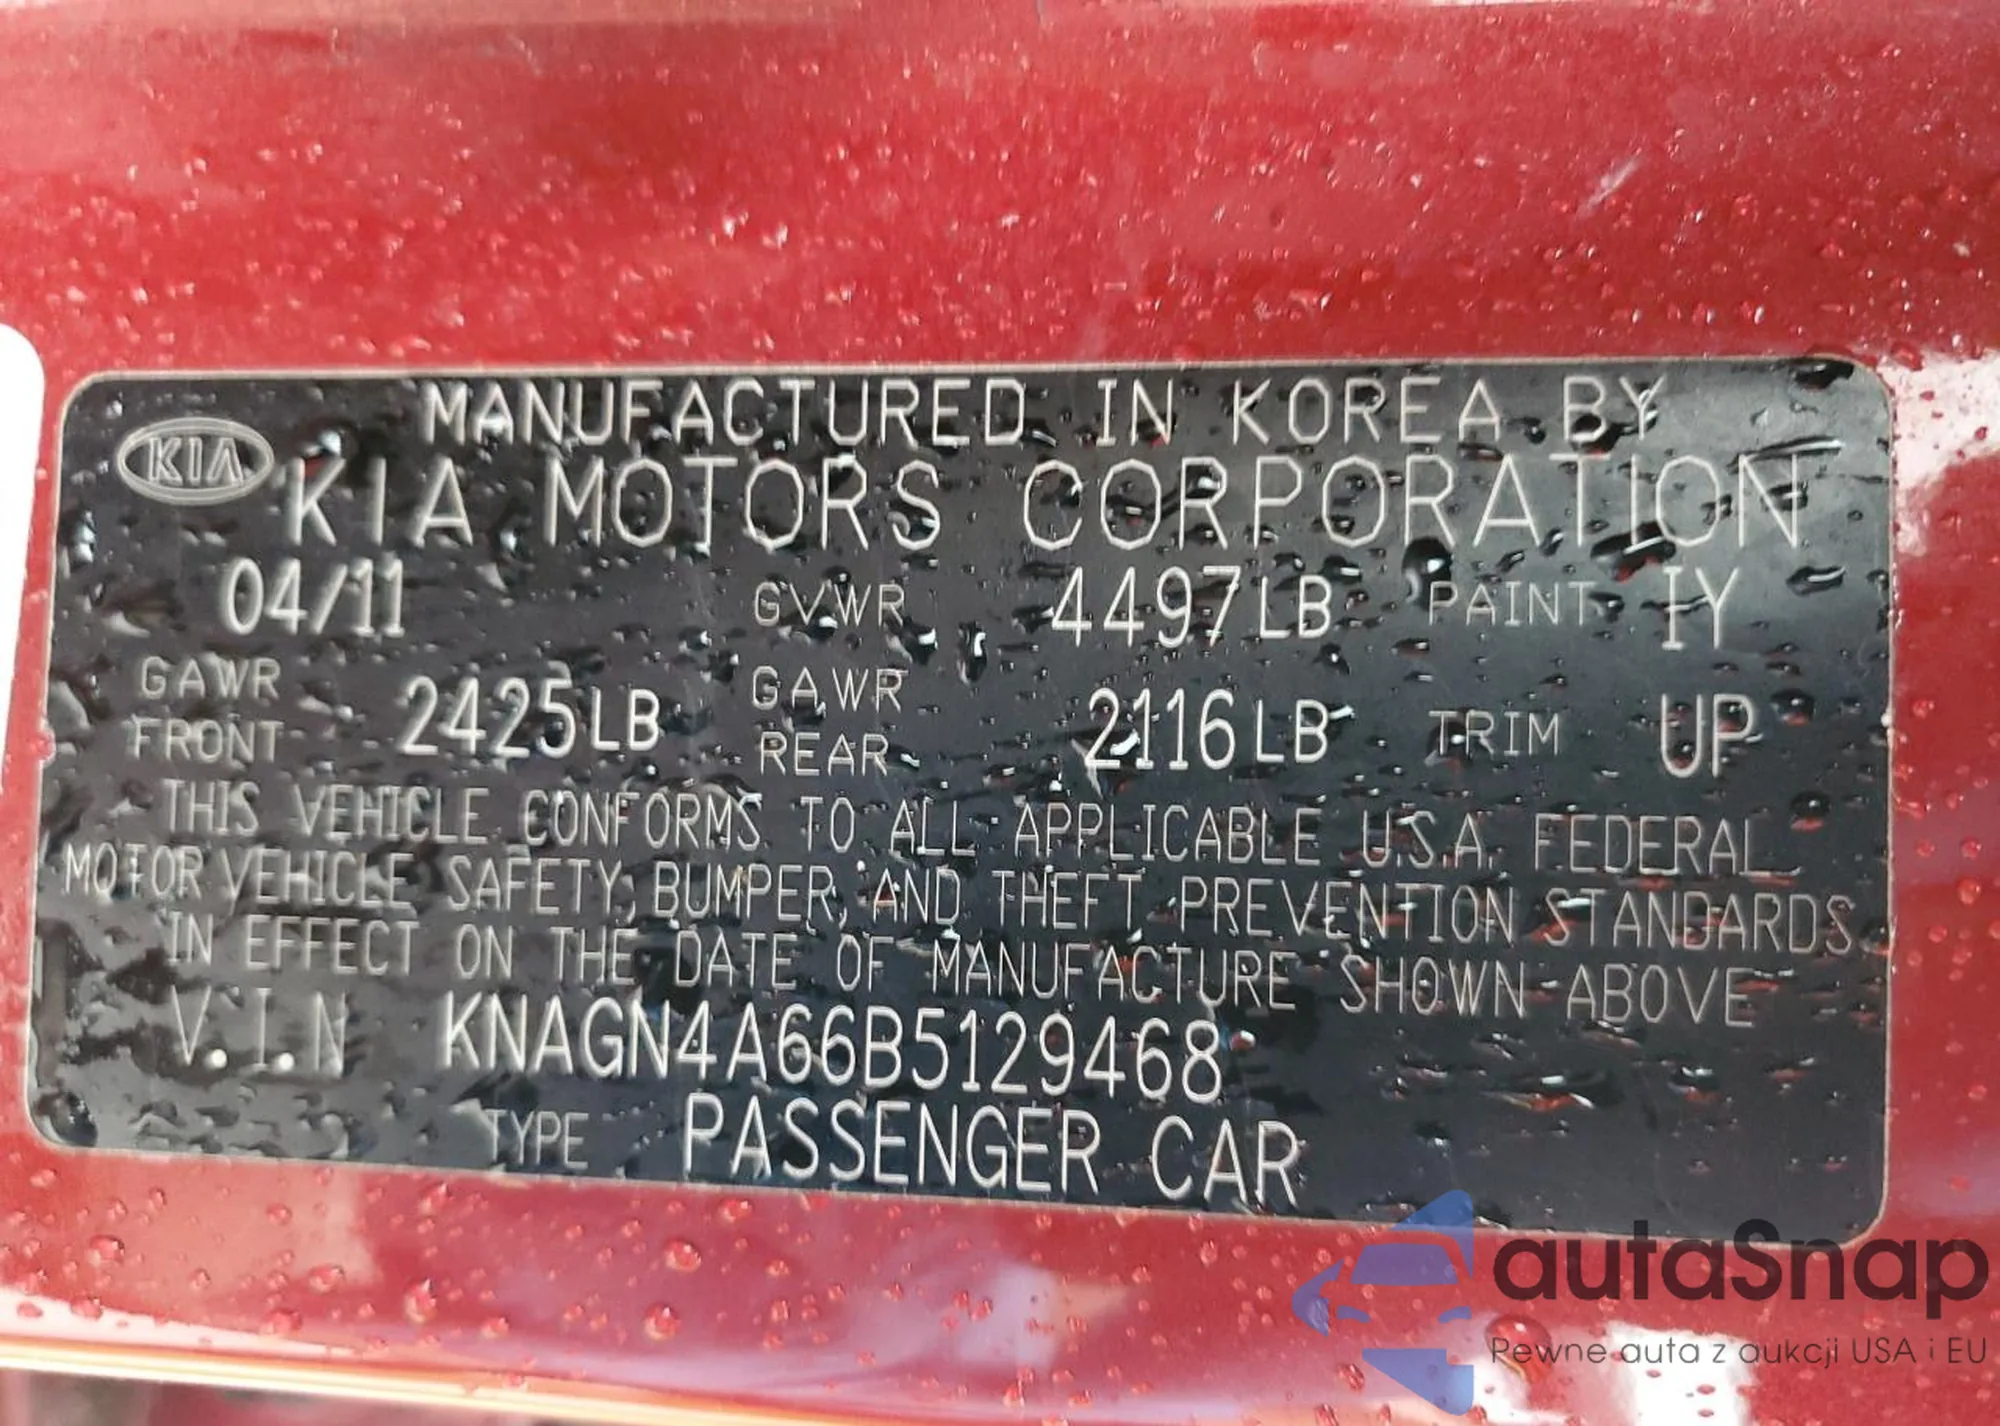 MANUFACTURED IN KOREA BY
KIA KIA MOTORS CORPORATION
04/11 GVWR 4497LB PAINT IY
GAWR FRONT 2425LB GAWR REAR 2116LB TRIM UP
THIS VEHICLE CONFORMS TO ALL APPLICABLE U.S.A. FEDERAL
MOTOR VEHICLE SAFETY, BUMPER, AND THEFT PREVENTION STANDARDS
IN EFFECT ON THE DATE OF MANUFACTURE SHOWN ABOVE
V.I.N KNAGN4A66B5129468
TYPE PASSENGER CAR
autaSnap
Pewne auta z aukcji USA i EU